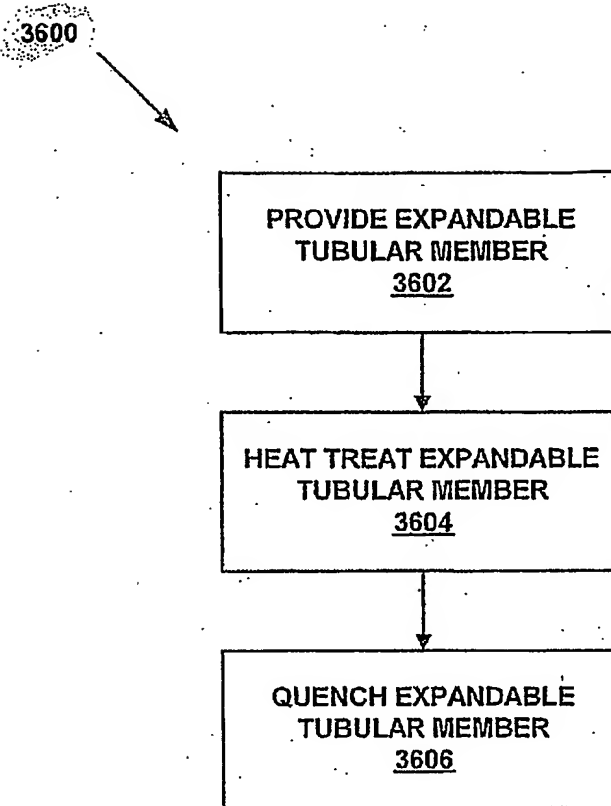 3600
PROVIDE EXPANDABLE
TUBULAR MEMBER
3602
HEAT TREAT EXPANDABLE
TUBULAR MEMBER
3604
QUENCH EXPANDABLE
TUBULAR MEMBER
3606